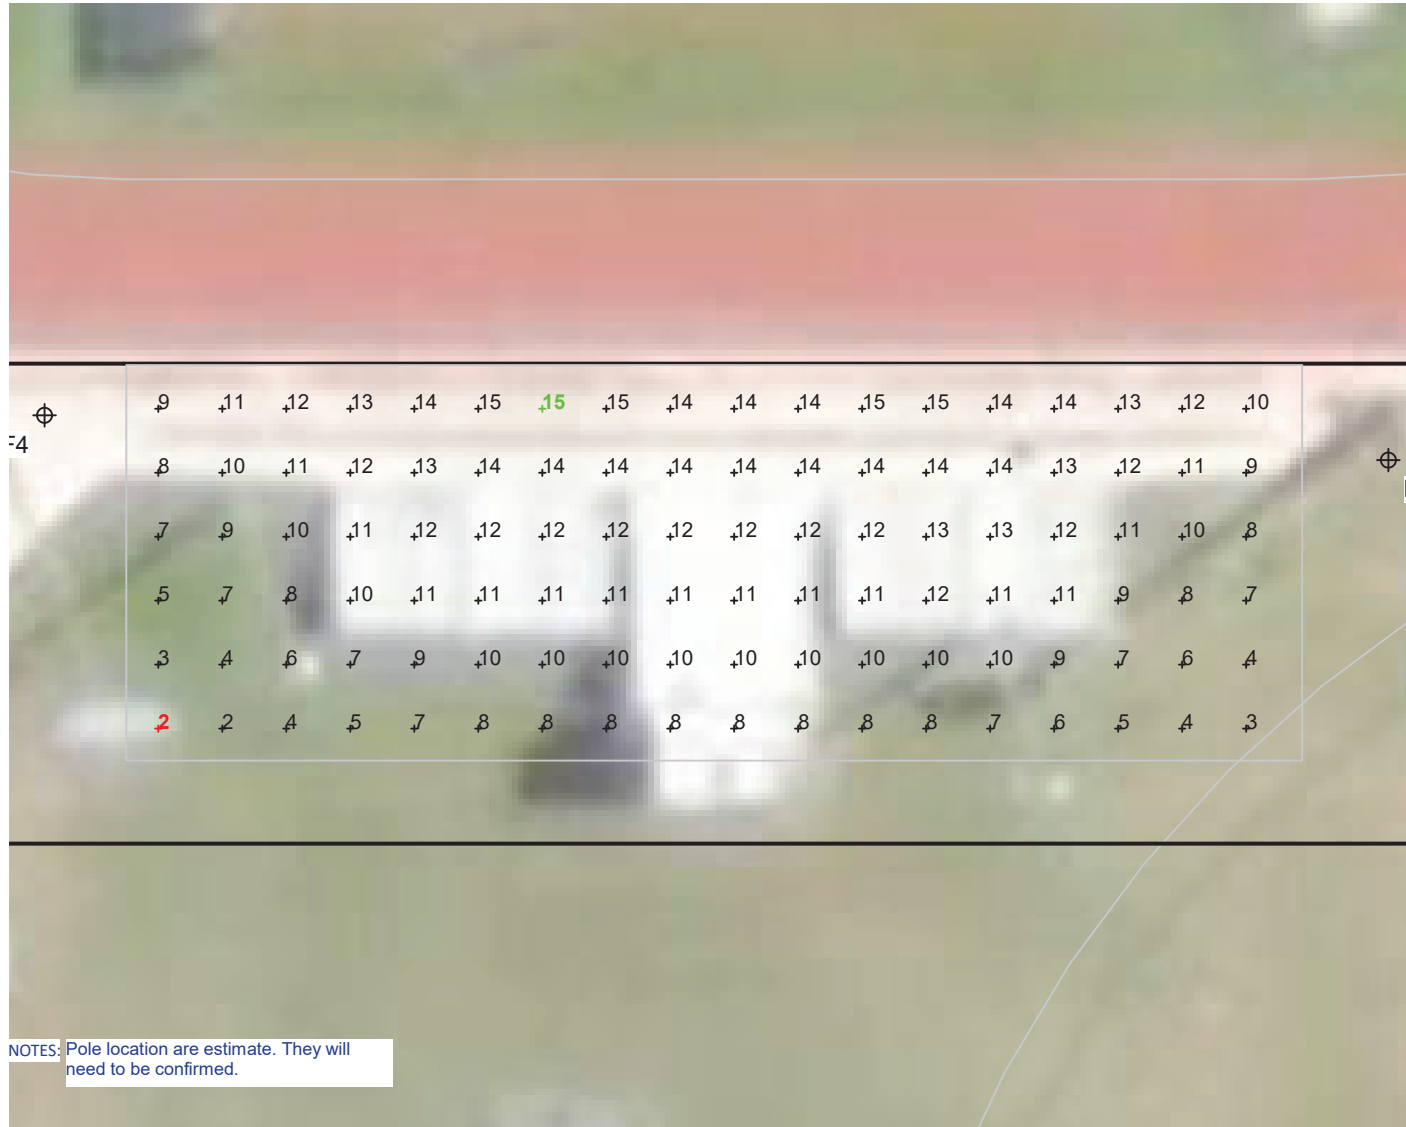 9 11 12 13 14 15 15 15 14 14 14 15 15 14 14 13 12 10
F4
8 10 11 12 13 14 14 14 14 14 14 14 14 14 13 12 11 9
7 9 10 11 12 12 12 12 12 12 12 12 13 13 12 11 10 8
5 7 8 10 11 11 11 11 11 11 11 11 12 11 11 9 8 7
3 4 6 7 9 10 10 10 10 10 10 10 10 10 9 7 6 4
2 2 4 5 7 8 8 8 8 8 8 8 8 7 6 5 4 3
NOTES: Pole location are estimate. They will
need to be confirmed.